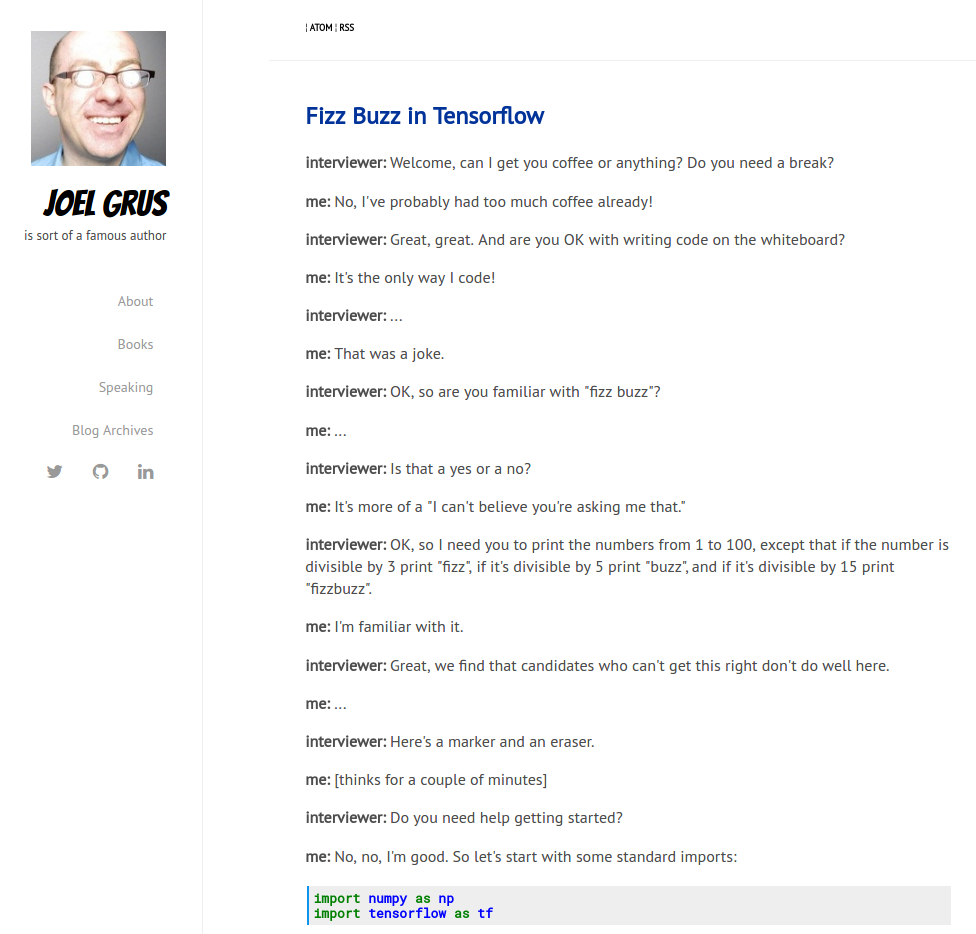 JOEL GRUS
is sort of a famous author
About
Books
Speaking
Blog Archives
¦ ATOM ¦ RSS
Fizz Buzz in Tensorflow
interviewer: Welcome, can I get you coffee or anything? Do you need a break?
me: No, I've probably had too much coffee already!
interviewer: Great, great. And are you OK with writing code on the whiteboard?
me: It's the only way I code!
interviewer: ...
me: That was a joke.
interviewer: OK, so are you familiar with "fizz buzz"?
me: ...
interviewer: Is that a yes or a no?
me: It's more of a "I can't believe you're asking me that."
interviewer: OK, so I need you to print the numbers from 1 to 100, except that if the number is
divisible by 3 print "fizz", if it's divisible by 5 print "buzz", and if it's divisible by 15 print
"fizzbuzz".
me: I'm familiar with it.
interviewer: Great, we find that candidates who can't get this right don't do well here.
me: ...
interviewer: Here's a marker and an eraser.
me: [thinks for a couple of minutes]
interviewer: Do you need help getting started?
me: No, no, I'm good. So let's start with some standard imports:
import numpy as np
import tensorflow as tf